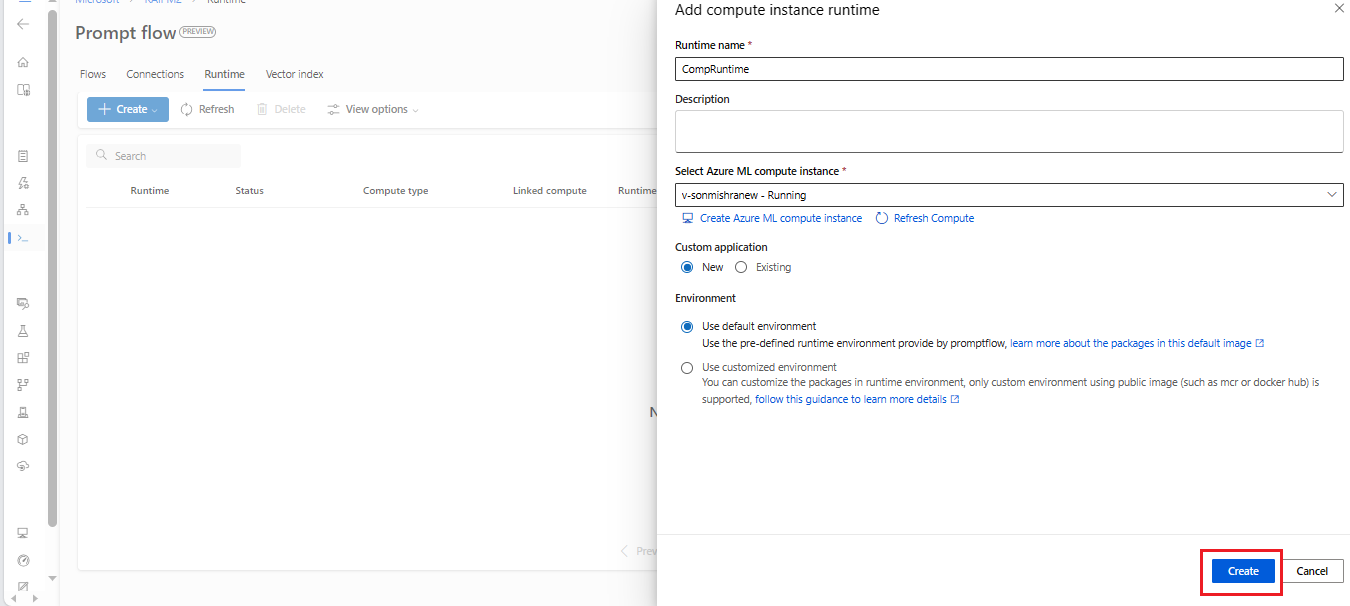 Microsoft > RAIPM2 > Runtime
Prompt flow PREVIEW
Flows Connections Runtime Vector index
Create Refresh Delete View options
Search
Runtime Status Compute type Linked compute Runtime
Add compute instance runtime
Runtime name *
CompRuntime
Description
Select Azure ML compute instance *
v-sonmishranew - Running
Create Azure ML compute instance Refresh Compute
Custom application
New Existing
Environment
Use default environment
Use the pre-defined runtime environment provide by promptflow, learn more about the packages in this default image
Use customized environment
You can customize the packages in runtime environment, only custom environment using public image (such as mcr or docker hub) is
supported, follow this guidance to learn more details
Create Cancel